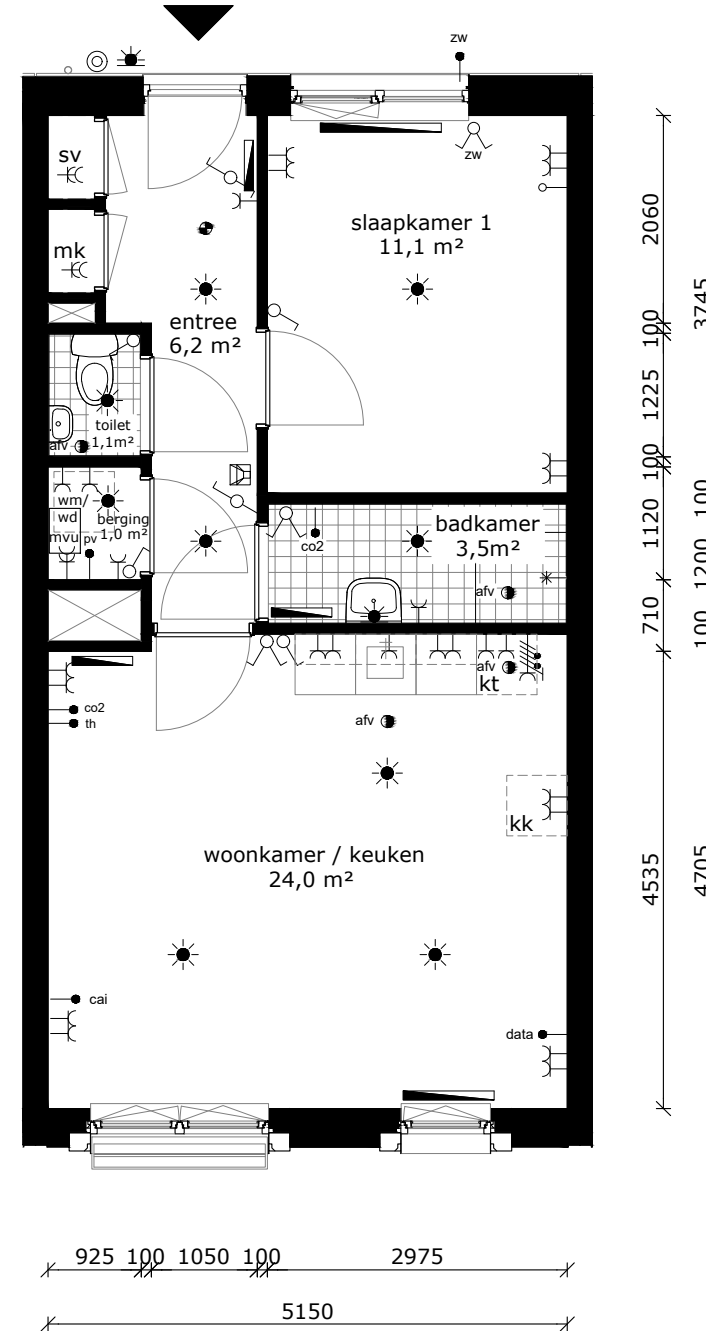 zw
zw
sv
mk
slaapkamer 1
11,1 m²
entree
6,2 m²
toilet
1,1m²
afv
wm/
wd
berging
1,0 m²
mvu
pv
badkamer
3,5m²
co2
afv
afv
kt
co2
th
afv
kk
woonkamer / keuken
24,0 m²
cai
data
2060
100
1225
100
1120
710
4535
3745
100
1200
100
4705
925
100
1050
100
2975
5150